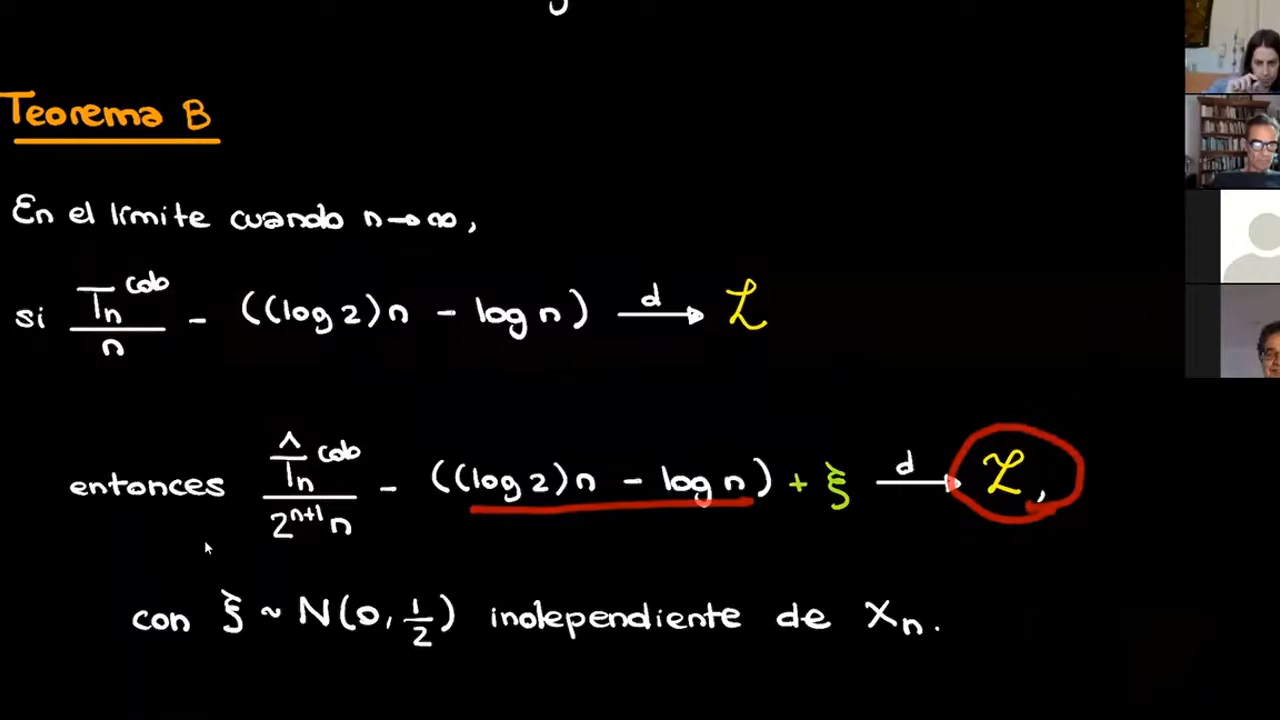 Teorema B
En el límite cuando n→∞,
si T_n^{cob}/n - ((log 2)n - log n) →^d ℒ
entonces T̂_n^{cob}/(2^{n+1} n) - ((log 2)n - log n) + ξ →^d ℒ,
con ξ ~ N(0, 1/2) independiente de X_n.